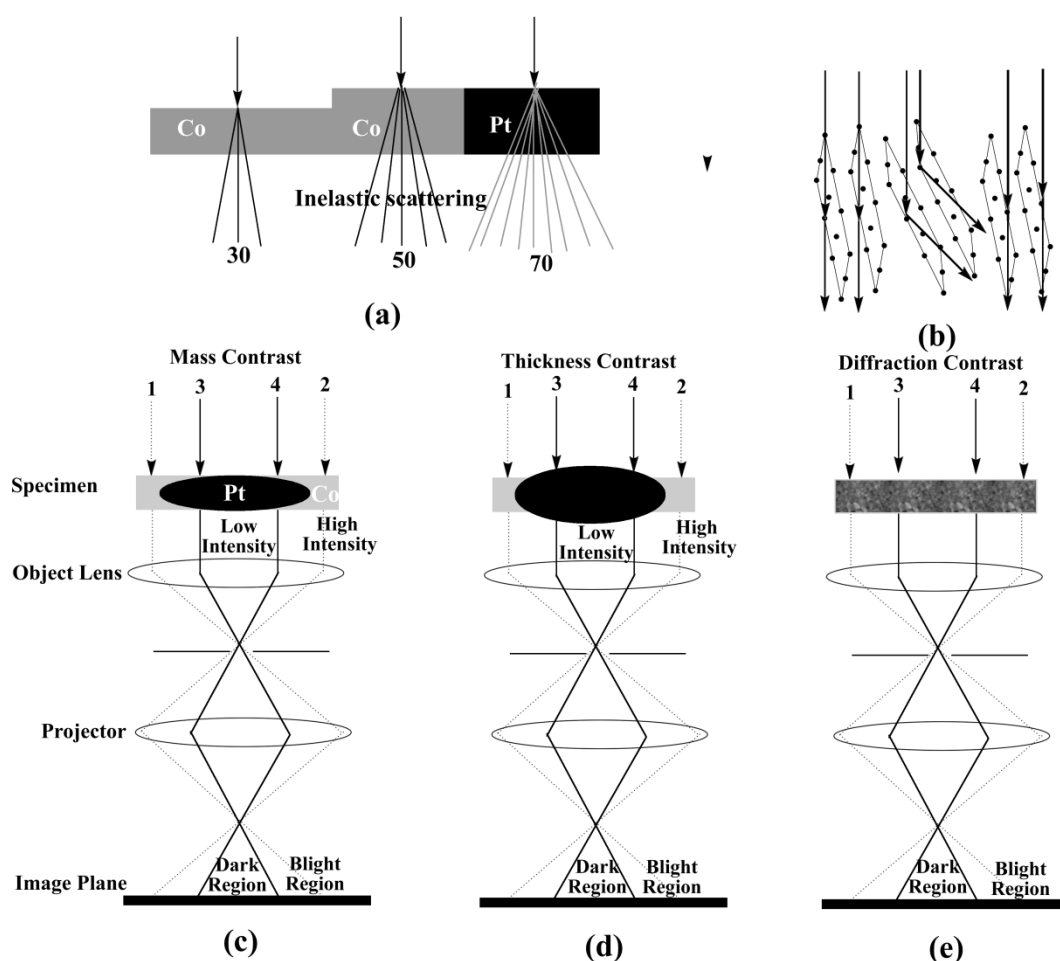 Co
Co
Pt
Inelastic scattering
30
50
70
(a)
(b)
Mass Contrast
1
3
4
2
Specimen
Pt
Co
Low
Intensity
High
Intensity
Object Lens
Projector
Image Plane
Dark
Region
Blight
Region
(c)
Thickness Contrast
1
3
4
2
Low
Intensity
High
Intensity
Dark
Region
Blight
Region
(d)
Diffraction Contrast
1
3
4
2
Dark
Region
Blight
Region
(e)